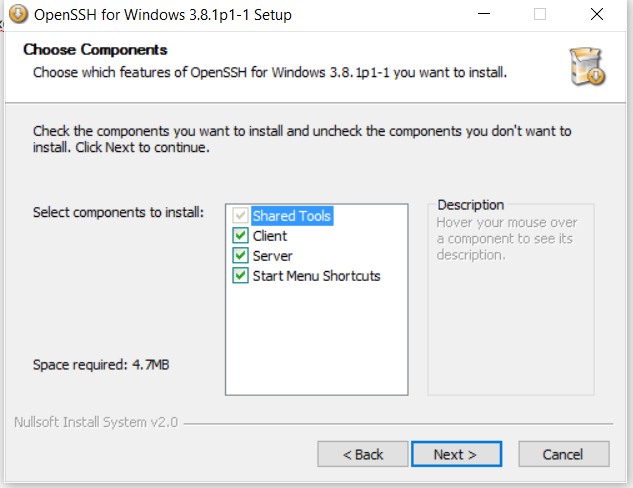 OpenSSH for Windows 3.8.1p1-1 Setup
Choose Components
Choose which features of OpenSSH for Windows 3.8.1p1-1 you want to install.
Check the components you want to install and uncheck the components you don't want to
install. Click Next to continue.
Select components to install:
Shared Tools
Client
Server
Start Menu Shortcuts
Description
Hover your mouse over
a component to see its
description.
Space required: 4.7MB
Nullsoft Install System v2.0
< Back
Next >
Cancel